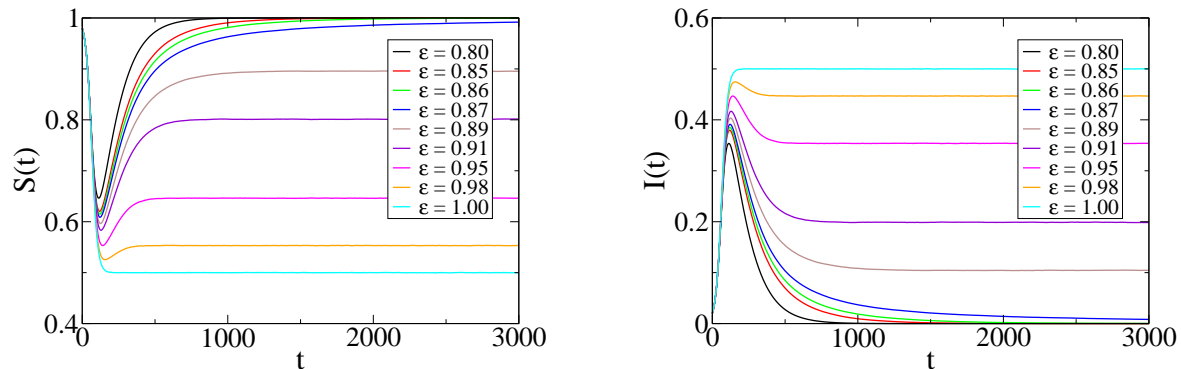 1
0.8
0.6
0.4
S(t)
0
1000
2000
3000
t
ε = 0.80
ε = 0.85
ε = 0.86
ε = 0.87
ε = 0.89
ε = 0.91
ε = 0.95
ε = 0.98
ε = 1.00
0.6
0.4
0.2
0
I(t)
0
1000
2000
3000
t
ε = 0.80
ε = 0.85
ε = 0.86
ε = 0.87
ε = 0.89
ε = 0.91
ε = 0.95
ε = 0.98
ε = 1.00